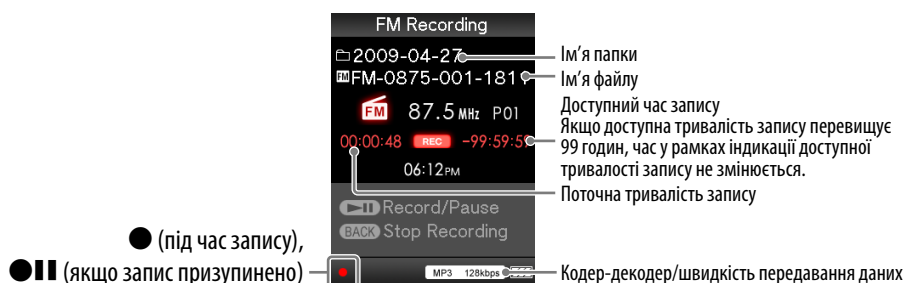 FM Recording
2009-04-27
Ім’я папки
FM-0875-001-181
Ім’я файлу
Доступний час запису
Якщо доступна тривалість запису перевищує
99 годин, час у рамках індикації доступної
тривалості запису не змінюється.
FM 87.5 MHz P01
00:00:48 REC -99:59:59
06:12PM
Поточна тривалість запису
Record/Pause
BACK Stop Recording
(під час запису),
(якщо запис призупинено)
MP3 128kbps
Кодер-декодер/швидкість передавання даних